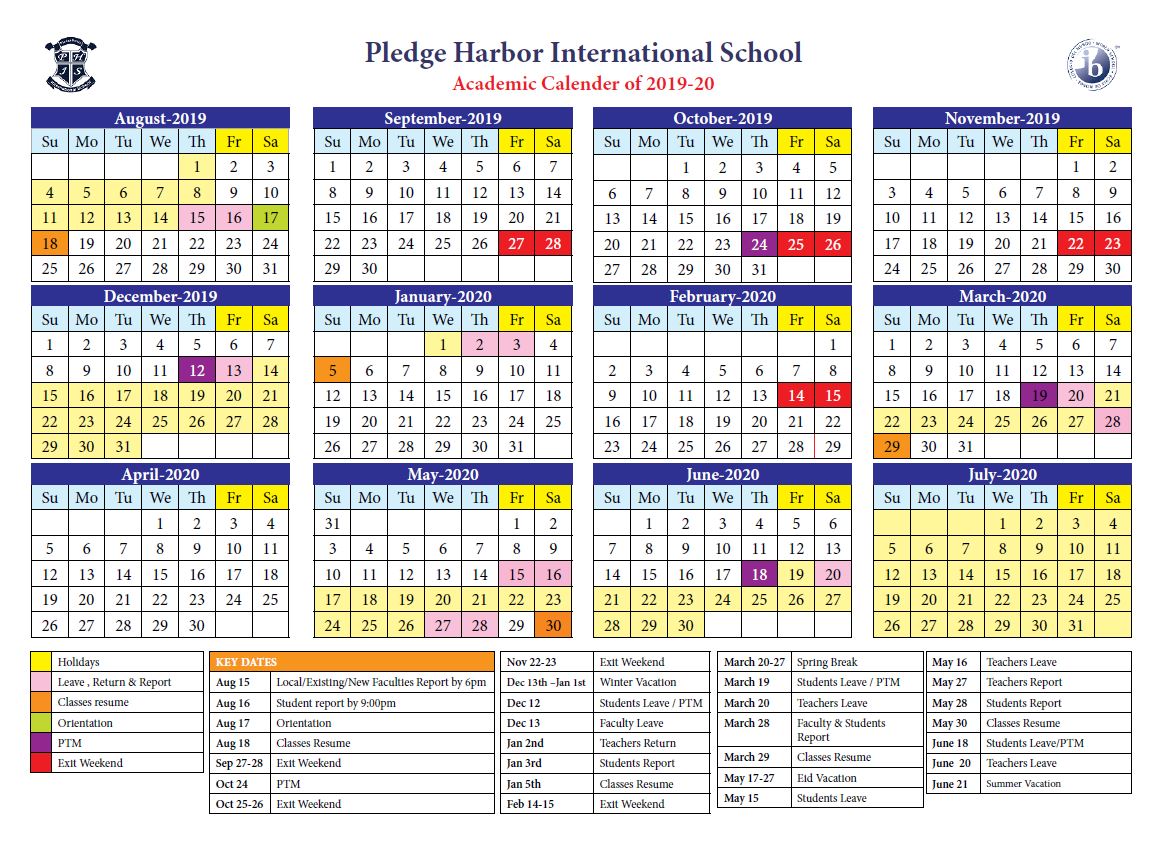 Pledge Harbor International School
Academic Calender of 2019-20
P H
I S
ib
August-2019
Su Mo Tu We Th Fr Sa
1 2 3
4 5 6 7 8 9 10
11 12 13 14 15 16 17
18 19 20 21 22 23 24
25 26 27 28 29 30 31
September-2019
Su Mo Tu We Th Fr Sa
1 2 3 4 5 6 7
8 9 10 11 12 13 14
15 16 17 18 19 20 21
22 23 24 25 26 27 28
29 30
October-2019
Su Mo Tu We Th Fr Sa
1 2 3 4 5
6 7 8 9 10 11 12
13 14 15 16 17 18 19
20 21 22 23 24 25 26
27 28 29 30 31
November-2019
Su Mo Tu We Th Fr Sa
1 2
3 4 5 6 7 8 9
10 11 12 13 14 15 16
17 18 19 20 21 22 23
24 25 26 27 28 29 30
December-2019
Su Mo Tu We Th Fr Sa
1 2 3 4 5 6 7
8 9 10 11 12 13 14
15 16 17 18 19 20 21
22 23 24 25 26 27 28
29 30 31
January-2020
Su Mo Tu We Th Fr Sa
1 2 3 4
5 6 7 8 9 10 11
12 13 14 15 16 17 18
19 20 21 22 23 24 25
26 27 28 29 30 31
February-2020
Su Mo Tu We Th Fr Sa
1
2 3 4 5 6 7 8
9 10 11 12 13 14 15
16 17 18 19 20 21 22
23 24 25 26 27 28 29
March-2020
Su Mo Tu We Th Fr Sa
1 2 3 4 5 6 7
8 9 10 11 12 13 14
15 16 17 18 19 20 21
22 23 24 25 26 27 28
29 30 31
April-2020
Su Mo Tu We Th Fr Sa
1 2 3 4
5 6 7 8 9 10 11
12 13 14 15 16 17 18
19 20 21 22 23 24 25
26 27 28 29 30
May-2020
Su Mo Tu We Th Fr Sa
31 1 2
3 4 5 6 7 8 9
10 11 12 13 14 15 16
17 18 19 20 21 22 23
24 25 26 27 28 29 30
June-2020
Su Mo Tu We Th Fr Sa
1 2 3 4 5 6
7 8 9 10 11 12 13
14 15 16 17 18 19 20
21 22 23 24 25 26 27
28 29 30
July-2020
Su Mo Tu We Th Fr Sa
1 2 3 4
5 6 7 8 9 10 11
12 13 14 15 16 17 18
19 20 21 22 23 24 25
26 27 28 29 30 31
Holidays
Leave , Return & Report
Classes resume
Orientation
PTM
Exit Weekend
KEY DATES
Aug 15 Local/Existing/New Faculties Report by 6pm
Aug 16 Student report by 9:00pm
Aug 17 Orientation
Aug 18 Classes Resume
Sep 27-28 Exit Weekend
Oct 24 PTM
Oct 25-26 Exit Weekend
Nov 22-23 Exit Weekend
Dec 13th –Jan 1st Winter Vacation
Dec 12 Students Leave / PTM
Dec 13 Faculty Leave
Jan 2nd Teachers Return
Jan 3rd Students Report
Jan 5th Classes Resume
Feb 14-15 Exit Weekend
March 20-27 Spring Break
March 19 Students Leave / PTM
March 20 Teachers Leave
March 28 Faculty & Students
Report
March 29 Classes Resume
May 17-27 Eid Vacation
May 15 Students Leave
May 16 Teachers Leave
May 27 Teachers Report
May 28 Students Report
May 30 Classes Resume
June 18 Students Leave/PTM
June 20 Teachers Leave
June 21 Summer Vacation